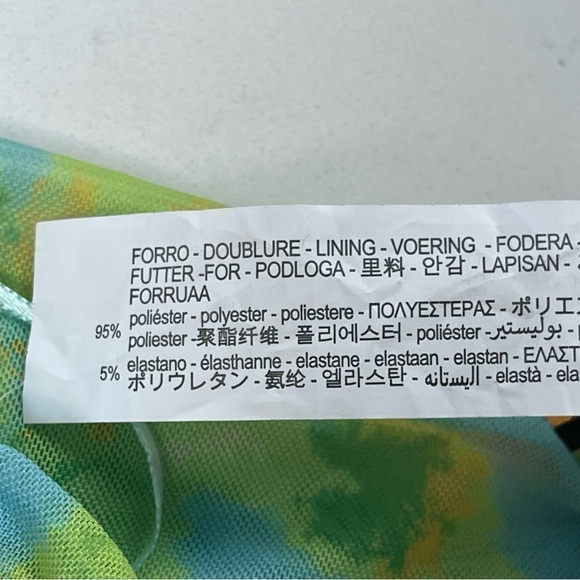 FORRO - DOUBLURE - LINING - VOERING - FODERA -
FUTTER -FOR - PODLOGA - 里料 - 안감 - LAPISAN -
FORRUAA
95% poliéster - polyester - poliestere - ΠΟΛΥΕΣΤΕΡΑΣ - ポリエス
poliester -聚酯纤维 - 폴리에스터 - poliéster -بوليستير -
5% elastano - élasthanne - elastane - elastaan - elastan - ΕΛΑΣΤ
ポリウレタン - 氨纶 - 엘라스탄 - اليستانه - elastà - ela